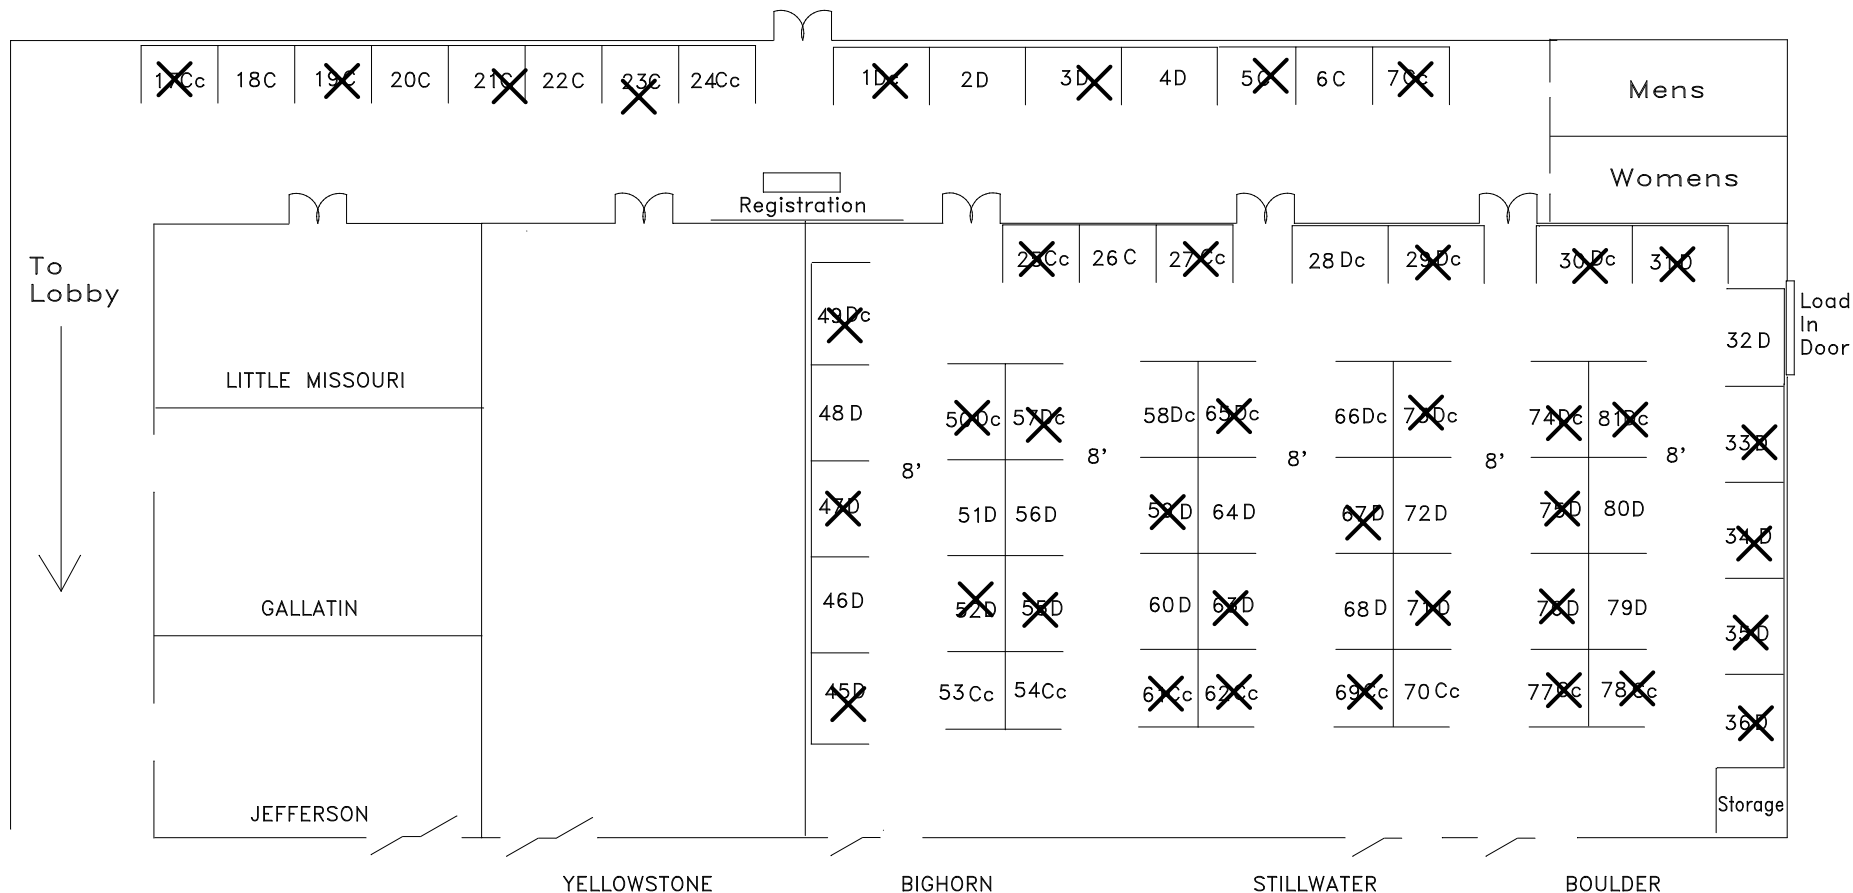 17Cc 18C 19C 20C 21C 22C 23C 24Cc 1Dc 2D 3D 4D 5C 6C 7Cc
Mens
Womens
Registration
To
Lobby
25Cc 26C 27Cc 28Dc 29Dc 30Dc 31D
Load
In
Door
49Dc
32D
LITTLE MISSOURI
48D 50Dc 57Dc 58Dc 65Dc 66Dc 73Dc 74Dc 81Dc 33D
8' 8' 8' 8' 8'
47D 51D 56D 59D 64D 67D 72D 75D 80D 34D
GALLATIN
46D 52D 55D 60D 63D 68D 71D 76D 79D 35D
45D 53Cc 54Cc 61Cc 62Cc 69Cc 70Cc 77Cc 78Cc 36D
JEFFERSON
Storage
YELLOWSTONE BIGHORN STILLWATER BOULDER